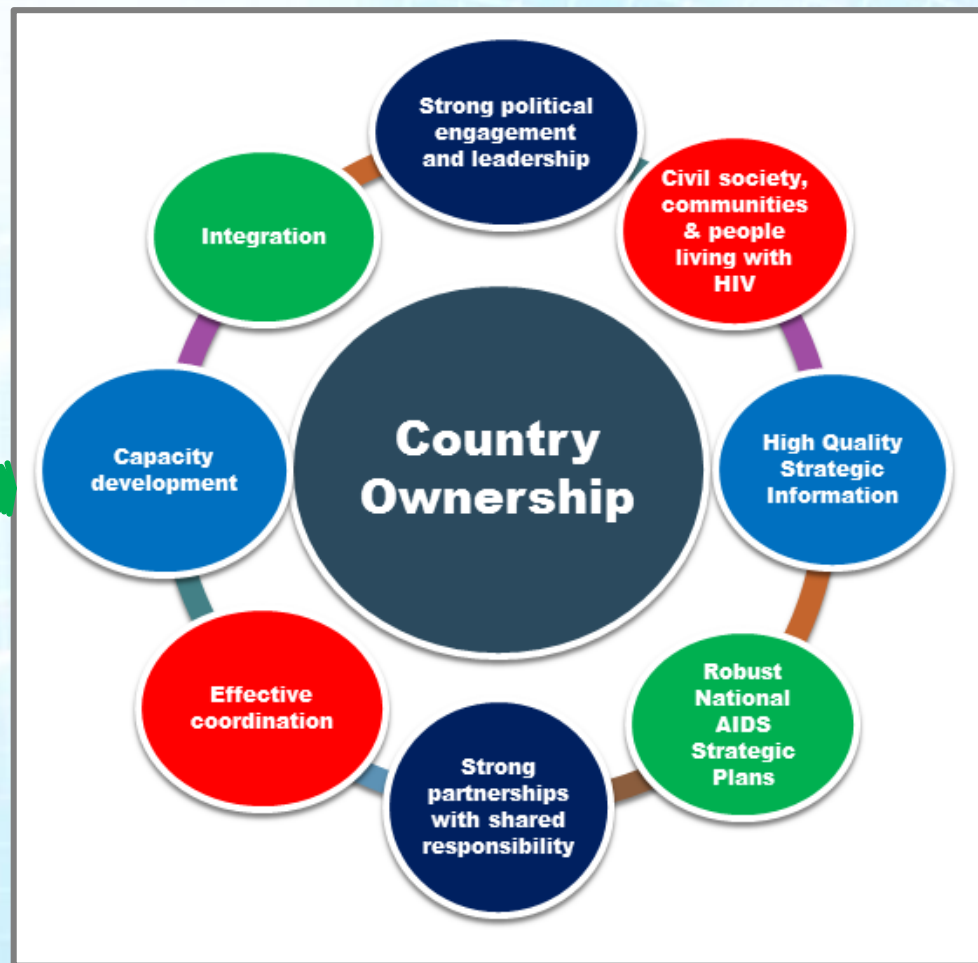 Strong political
engagement
and leadership
Civil society,
communities
& people
living with
HIV
Integration
Country
Ownership
Capacity
development
High Quality
Strategic
Information
Effective
coordination
Robust
National
AIDS
Strategic
Plans
Strong
partnerships
with shared
responsibility